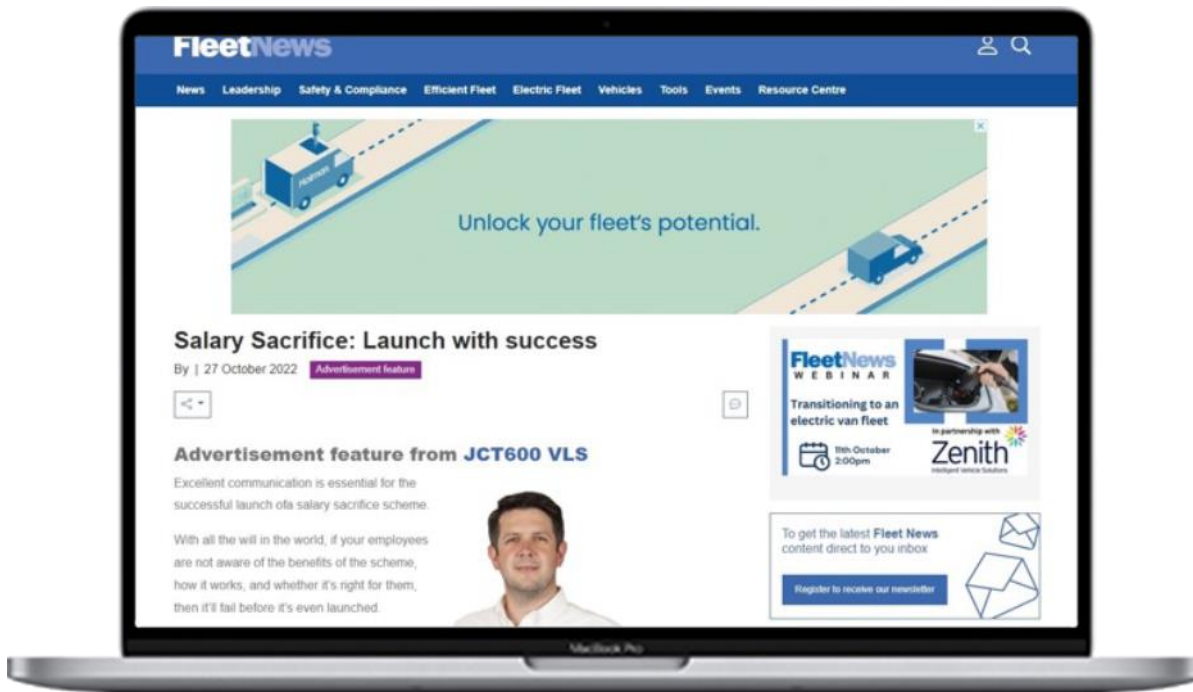 FleetNews
News Leadership Safety & Compliance Efficient Fleet Electric Fleet Vehicles Tools Events Resource Centre
Holman
Unlock your fleet's potential.
Salary Sacrifice: Launch with success
By | 27 October 2022 Advertisement feature
Advertisement feature from JCT600 VLS
Excellent communication is essential for the
successful launch ofa salary sacrifice scheme.
With all the will in the world, if your employees
are not aware of the benefits of the scheme,
how it works, and whether it's right for them,
then it'll fail before it's even launched.
FleetNews
WEBINAR
Transitioning to an
electric van fleet
11th October
2:00pm
In partnership with
Zenith
Intelligent Vehicle Solutions
To get the latest Fleet News
content direct to you inbox
Register to receive our newsletter
MacBook Pro